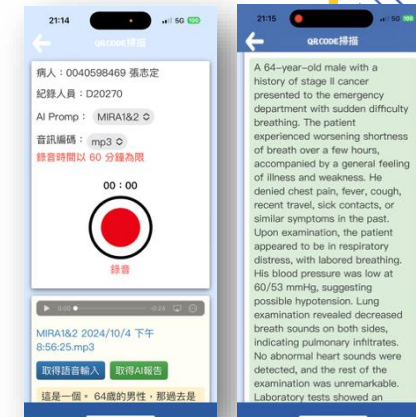 21:14
5G 100
QRCODE掃描
病人：0040598469 張志定
紀錄人員：D20270
AI Promp： MIRA1&2
音訊編碼： mp3
錄音時間以 60 分鐘為限
00：00
錄音
0:00
-0:24
MIRA1&2 2024/10/4 下午
8:56:25.mp3
取得語音輸入 取得AI報告
這是一個。 64歲的男性，那過去是
21:15
5G
QRCODE掃描
A 64-year-old male with a
history of stage II cancer
presented to the emergency
department with sudden difficulty
breathing. The patient
experienced worsening shortness
of breath over a few hours,
accompanied by a general feeling
of illness and weakness. He
denied chest pain, fever, cough,
recent travel, sick contacts, or
similar symptoms in the past.
Upon examination, the patient
appeared to be in respiratory
distress, with labored breathing.
His blood pressure was low at
60/53 mmHg, suggesting
possible hypotension. Lung
examination revealed decreased
breath sounds on both sides,
indicating pulmonary infiltrates.
No abnormal heart sounds were
detected, and the rest of the
examination was unremarkable.
Laboratory tests showed an